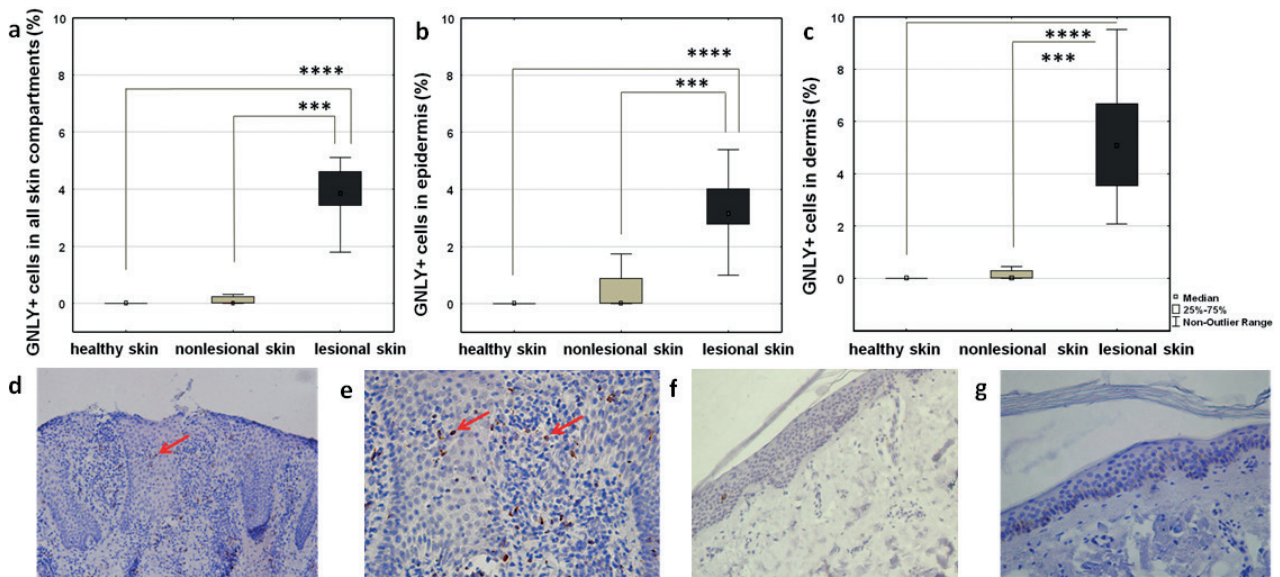 a
GNLY+ cells in all skin compartments (%)
10
8
6
4
2
0
****
***
healthy skin nonlesional skin lesional skin
b
GNLY+ cells in epidermis (%)
10
8
6
4
2
0
****
***
healthy skin nonlesional skin lesional skin
c
GNLY+ cells in dermis (%)
10
8
6
4
2
0
****
***
healthy skin nonlesional skin lesional skin
Median
25%-75%
Non-Outlier Range
d
e
f
g